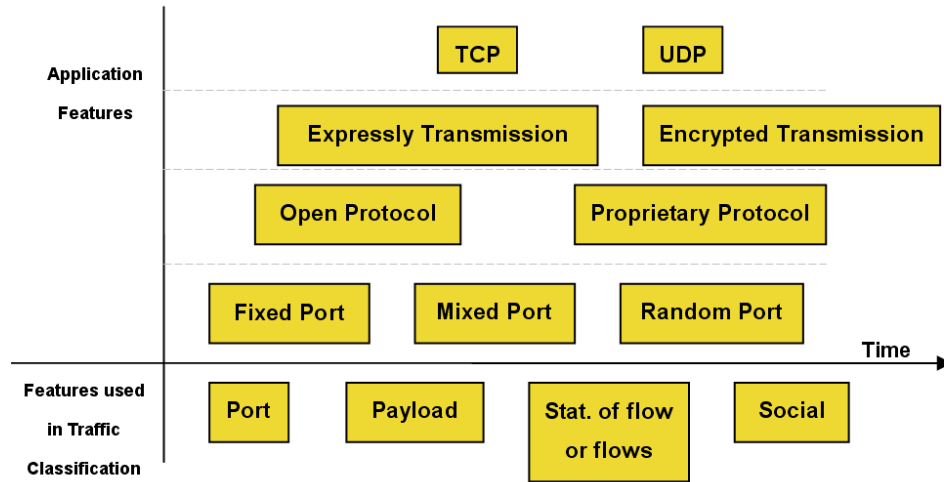 TCP
UDP
Application
Features
Expressly Transmission
Encrypted Transmission
Open Protocol
Proprietary Protocol
Fixed Port
Mixed Port
Random Port
Time
Features used
in Traffic
Classification
Port
Payload
Stat. of flow
or flows
Social